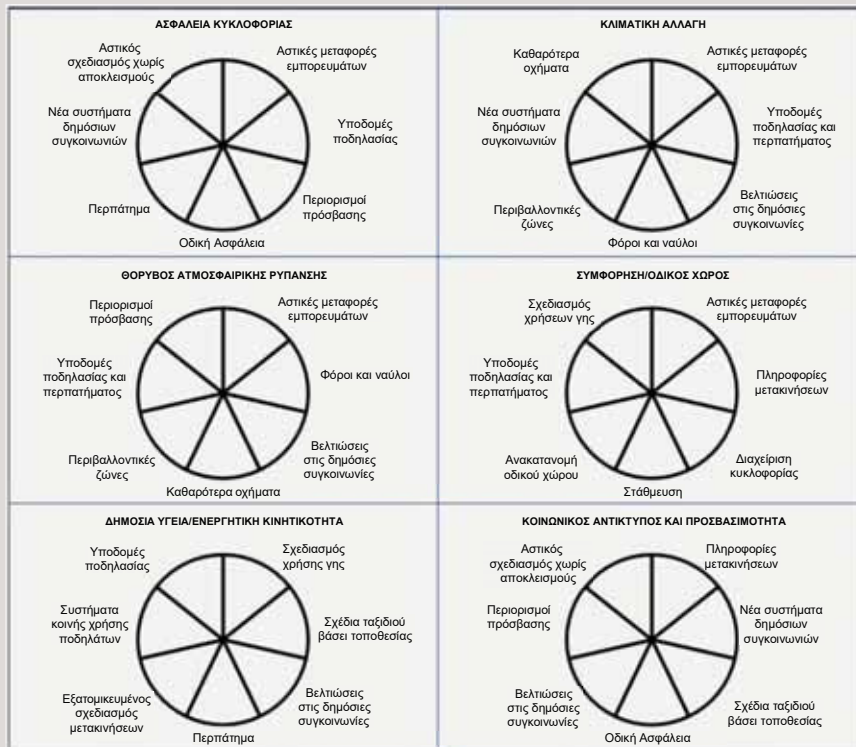 ΑΣΦΑΛΕΙΑ ΚΥΚΛΟΦΟΡΙΑΣ
Αστικός
σχεδιασμός χωρίς
αποκλεισμούς
Αστικές μεταφορές
εμπορευμάτων
Νέα συστήματα
δημόσιων
συγκοινωνιών
Υποδομές
ποδηλασίας
Περπάτημα
Περιορισμοί
πρόσβασης
Οδική Ασφάλεια
ΚΛΙΜΑΤΙΚΗ ΑΛΛΑΓΗ
Καθαρότερα
οχήματα
Αστικές μεταφορές
εμπορευμάτων
Νέα συστήματα
δημόσιων
συγκοινωνιών
Υποδομές
ποδηλασίας και
περπατήματος
Περιβαλλοντικές
ζώνες
Βελτιώσεις
στις δημόσιες
συγκοινωνίες
Φόροι και ναύλοι
ΘΟΡΥΒΟΣ ΑΤΜΟΣΦΑΙΡΙΚΗΣ ΡΥΠΑΝΣΗΣ
Περιορισμοί
πρόσβασης
Αστικές μεταφορές
εμπορευμάτων
Υποδομές
ποδηλασίας και
περπατήματος
Φόροι και ναύλοι
Περιβαλλοντικές
ζώνες
Βελτιώσεις
στις δημόσιες
συγκοινωνίες
Καθαρότερα οχήματα
ΣΥΜΦΟΡΗΣΗ/ΟΔΙΚΟΣ ΧΩΡΟΣ
Σχεδιασμός
χρήσεων γης
Αστικές μεταφορές
εμπορευμάτων
Υποδομές
ποδηλασίας και
περπατήματος
Πληροφορίες
μετακινήσεων
Ανακατανομή
οδικού χώρου
Διαχείριση
κυκλοφορίας
Στάθμευση
ΔΗΜΟΣΙΑ ΥΓΕΙΑ/ΕΝΕΡΓΗΤΙΚΗ ΚΙΝΗΤΙΚΟΤΗΤΑ
Υποδομές
ποδηλασίας
Σχεδιασμός
χρήσης γης
Συστήματα
κοινής χρήσης
ποδηλάτων
Σχέδια ταξιδιού
βάσει τοποθεσίας
Εξατομικευμένος
σχεδιασμός
μετακινήσεων
Βελτιώσεις
στις δημόσιες
συγκοινωνίες
Περπάτημα
ΚΟΙΝΩΝΙΚΟΣ ΑΝΤΙΚΤΥΠΟΣ ΚΑΙ ΠΡΟΣΒΑΣΙΜΟΤΗΤΑ
Αστικός
σχεδιασμός χωρίς
αποκλεισμούς
Πληροφορίες
μετακινήσεων
Περιορισμοί
πρόσβασης
Νέα συστήματα
δημόσιων
συγκοινωνιών
Βελτιώσεις
στις δημόσιες
συγκοινωνίες
Σχέδια ταξιδιού
βάσει τοποθεσίας
Οδική Ασφάλεια